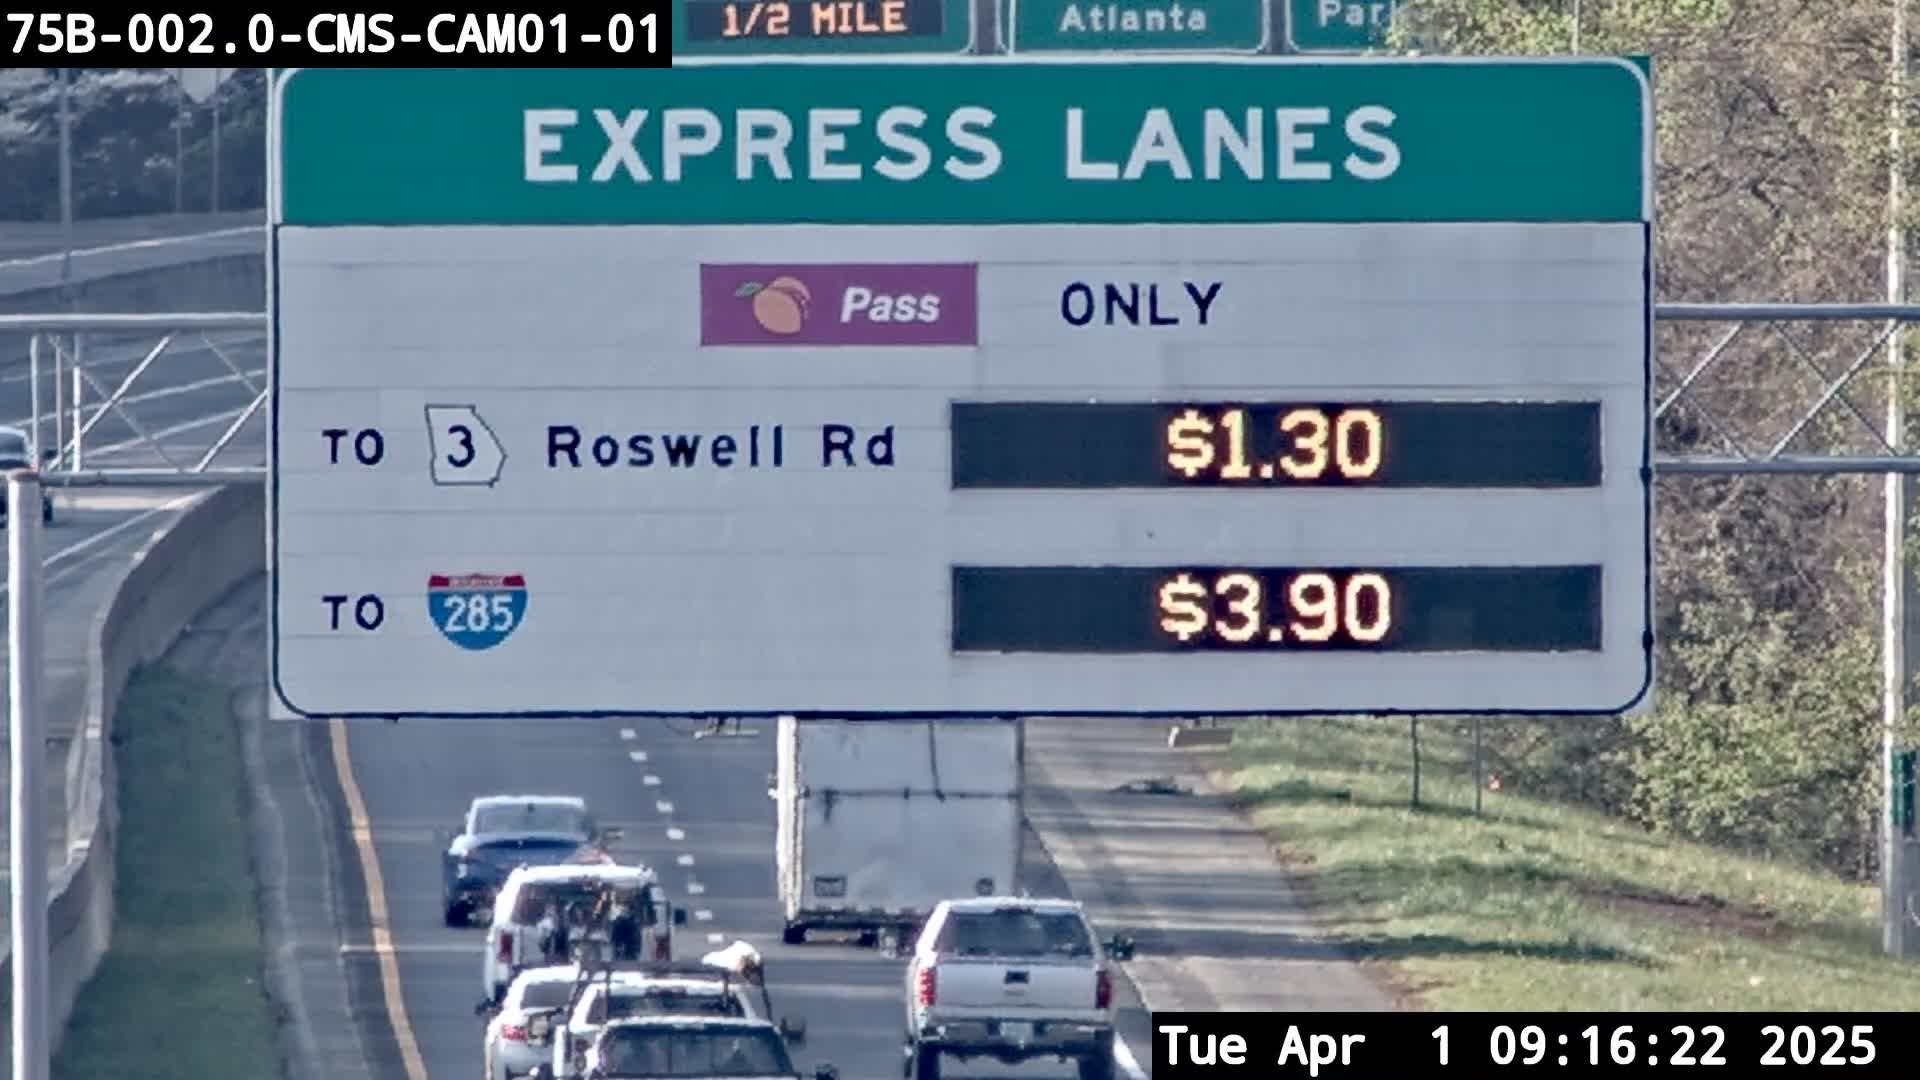 75B-002.0-CMS-CAM01-01
1/2 MILE
Atlanta
EXPRESS LANES
Pass ONLY
TO 3 Roswell Rd $1.30
TO 285 $3.90
Tue Apr 1 09:16:22 2025